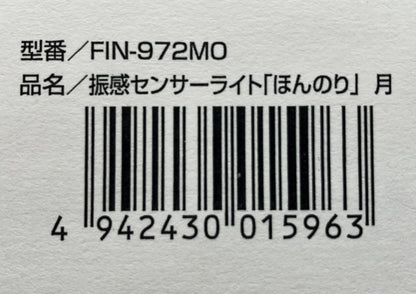 型番／FIN-972MO
品名／振感センサーライト「ほんのり」 月
4 942430 015963